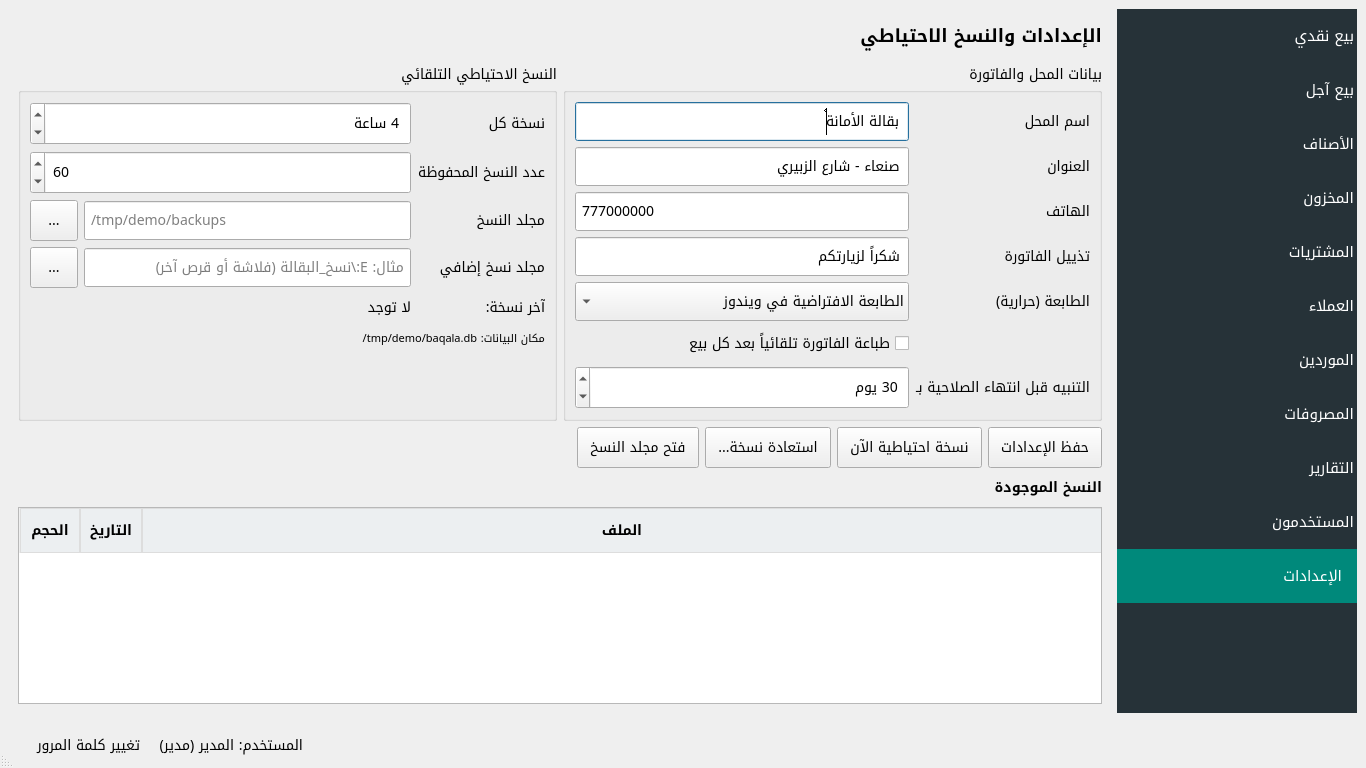 بيع نقدي
بيع آجل
الأصناف
المخزون
المشتريات
العملاء
الموردين
المصروفات
التقارير
المستخدمون
الإعدادات
الإعدادات والنسخ الاحتياطي
بيانات المحل والفاتورة
اسم المحل
بقالة الأمانة
العنوان
صنعاء - شارع الزبيري
الهاتف
777000000
تذييل الفاتورة
شكراً لزيارتكم
الطابعة (حرارية)
الطابعة الافتراضية في ويندوز
طباعة الفاتورة تلقائياً بعد كل بيع
التنبيه قبل انتهاء الصلاحية بـ
30 يوم
النسخ الاحتياطي التلقائي
نسخة كل
4 ساعة
عدد النسخ المحفوظة
60
مجلد النسخ
/tmp/demo/backups
...
مجلد نسخ إضافي
مثال: E:\نسخ_البقالة (فلاشة أو قرص آخر)
...
آخر نسخة:
لا توجد
مكان البيانات: /tmp/demo/baqala.db
حفظ الإعدادات
نسخة احتياطية الآن
استعادة نسخة...
فتح مجلد النسخ
النسخ الموجودة
الملف
التاريخ
الحجم
المستخدم: المدير (مدير)
تغيير كلمة المرور